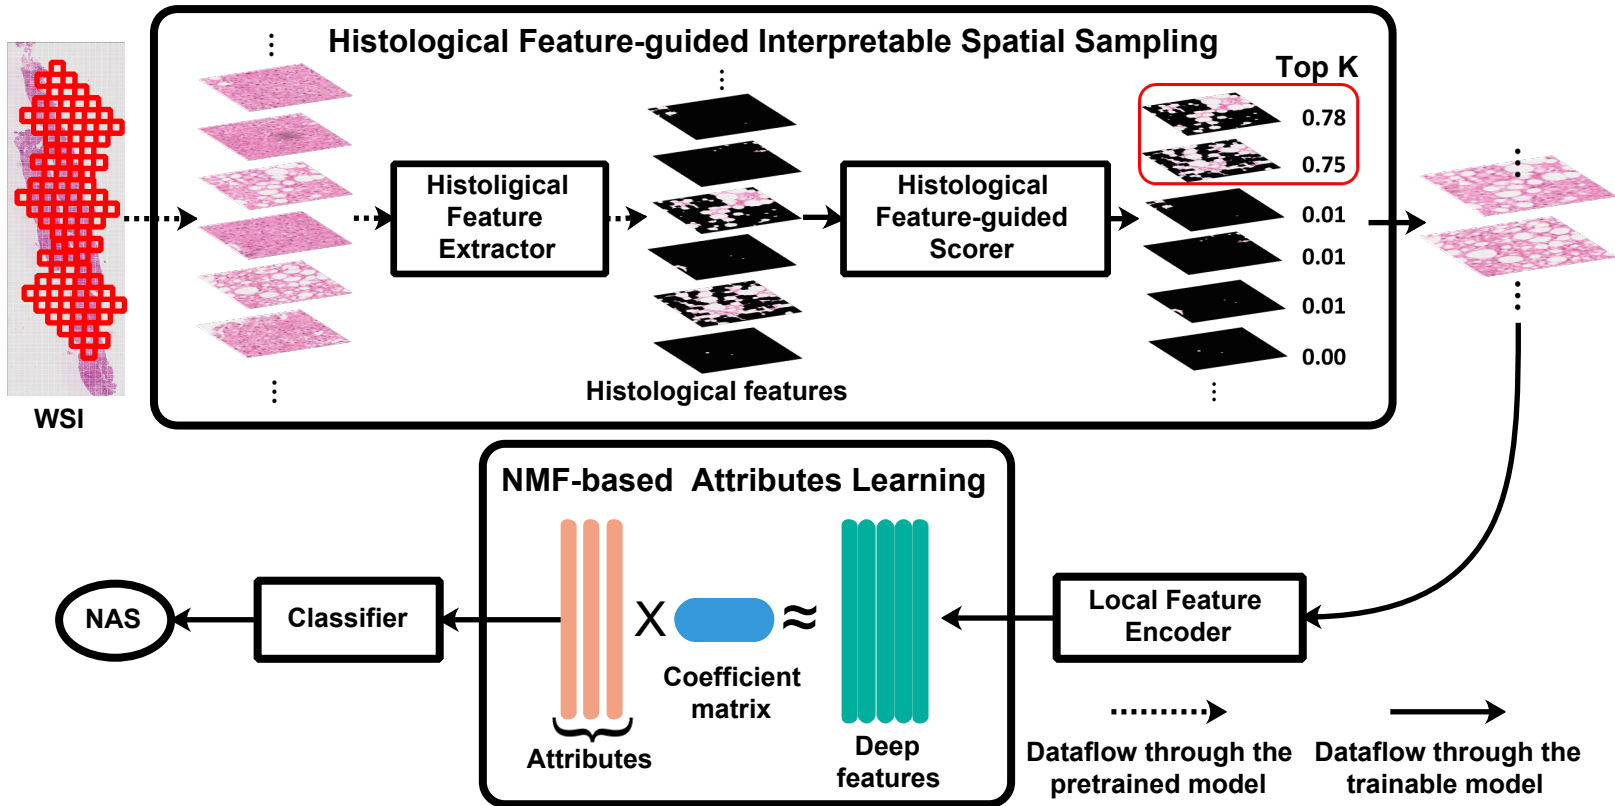 Histological Feature-guided Interpretable Spatial Sampling
Top K
0.78
0.75
Histoligical
Feature
Extractor
Histological
Feature-guided
Scorer
0.01
0.01
0.01
0.00
Histological features
WSI
NMF-based Attributes Learning
NAS
Classifier
X
≈
Coefficient
matrix
Attributes
Deep
features
Local Feature
Encoder
Dataflow through the
pretrained model
Dataflow through the
trainable model